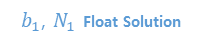 b₁, N₁ Float Solution